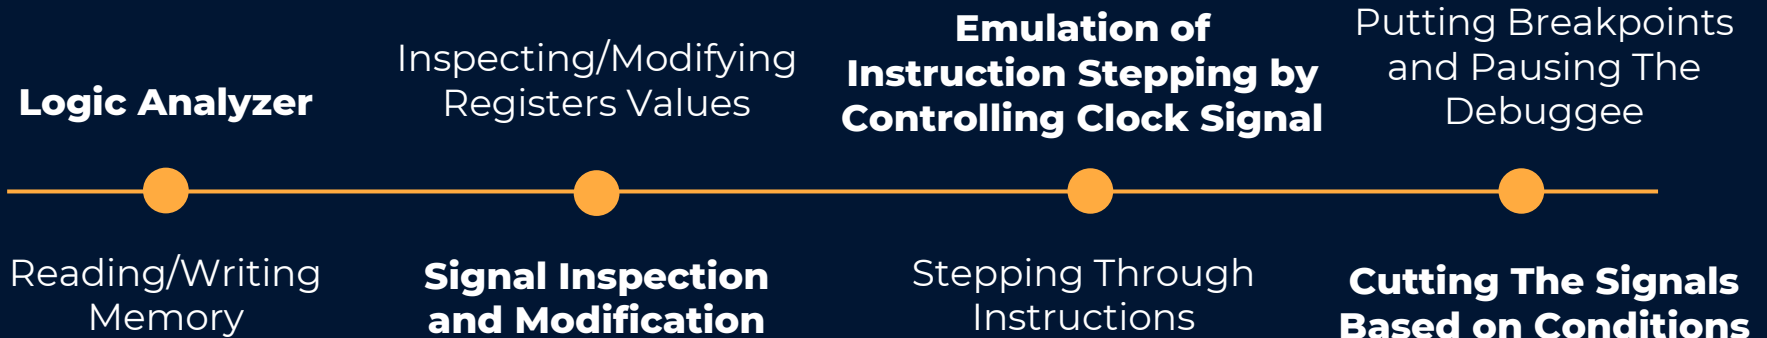 Logic Analyzer
Inspecting/Modifying
Registers Values
Emulation of
Instruction Stepping by
Controlling Clock Signal
Putting Breakpoints
and Pausing The
Debuggee
Reading/Writing
Memory
Signal Inspection
and Modification
Stepping Through
Instructions
Cutting The Signals
Based on Conditions